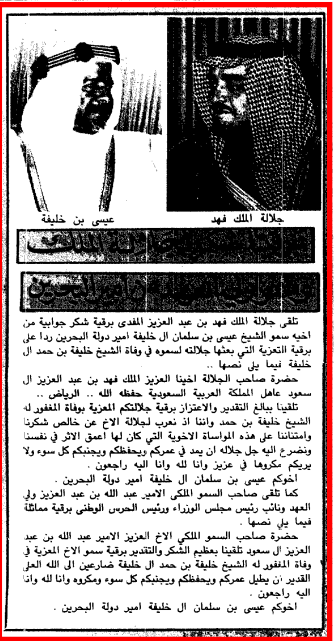 جلالة الملك فهد
عيسى بن خليفة
تلقى جلالة الملك فهد بن عبد العزيز المفدى برقية شكر جوابية من
اخيه سمو الشيخ عيسى بن سلمان ال خليفة امير دولة البحرين ردا على
برقية التعزية التي بعثها جلالته لسموه في وفاة الشيخ خليفة بن حمد ال
خليفة فيما يلى نصها ..
حضرة صاحب الجلالة اخينا العزيز الملك فهد بن عبد العزيز ال
سعود عاهل المملكة العربية السعودية حفظه الله .. الرياض ..
تلقينا ببالغ التقدير والاعتزاز برقية جلالتكم المعزية بوفاة المغفور له
الشيخ خليفة بن حمد واننا اذ نعرب لجلالة الاخ عن خالص شكرنا
وامتناننا على هذه المواساة الاخوية التي كان لها أعمق الاثر في نفسنا
ونضرع اليه جل جلاله ان يمد في عمركم ويحفظكم ويجنبكم كل سوء ولا
يريكم مكروها في عزيز وانا لله وانا اليه راجعون .
اخوكم عيسى بن سلمان ال خليفة امير دولة البحرين .
كما تلقى صاحب السمو الملكى الامير عبد الله بن عبد العزيز ولي
العهد ونائب رئيس مجلس الوزراء ورئيس الحرس الوطنى برقية مماثلة
فيما يلي نصها .
حضرة صاحب السمو الملكي الاخ العزيز الامير عبد الله بن عبد
العزيز ال سعود تلقينا بعظيم الشكر والتقدير برقية سمو الاخ المعزية في
وفاة المغفور له الشيخ خليفة بن حمد ال خليفة ضارعين الى الله العلى
القدير ان يطيل عمركم ويحفظكم ويجنبكم كل سوء ومكروه وانا لله وانا
اليه راجعون .
اخوكم عيسى بن سلمان ال خليفة امير دولة البحرين .